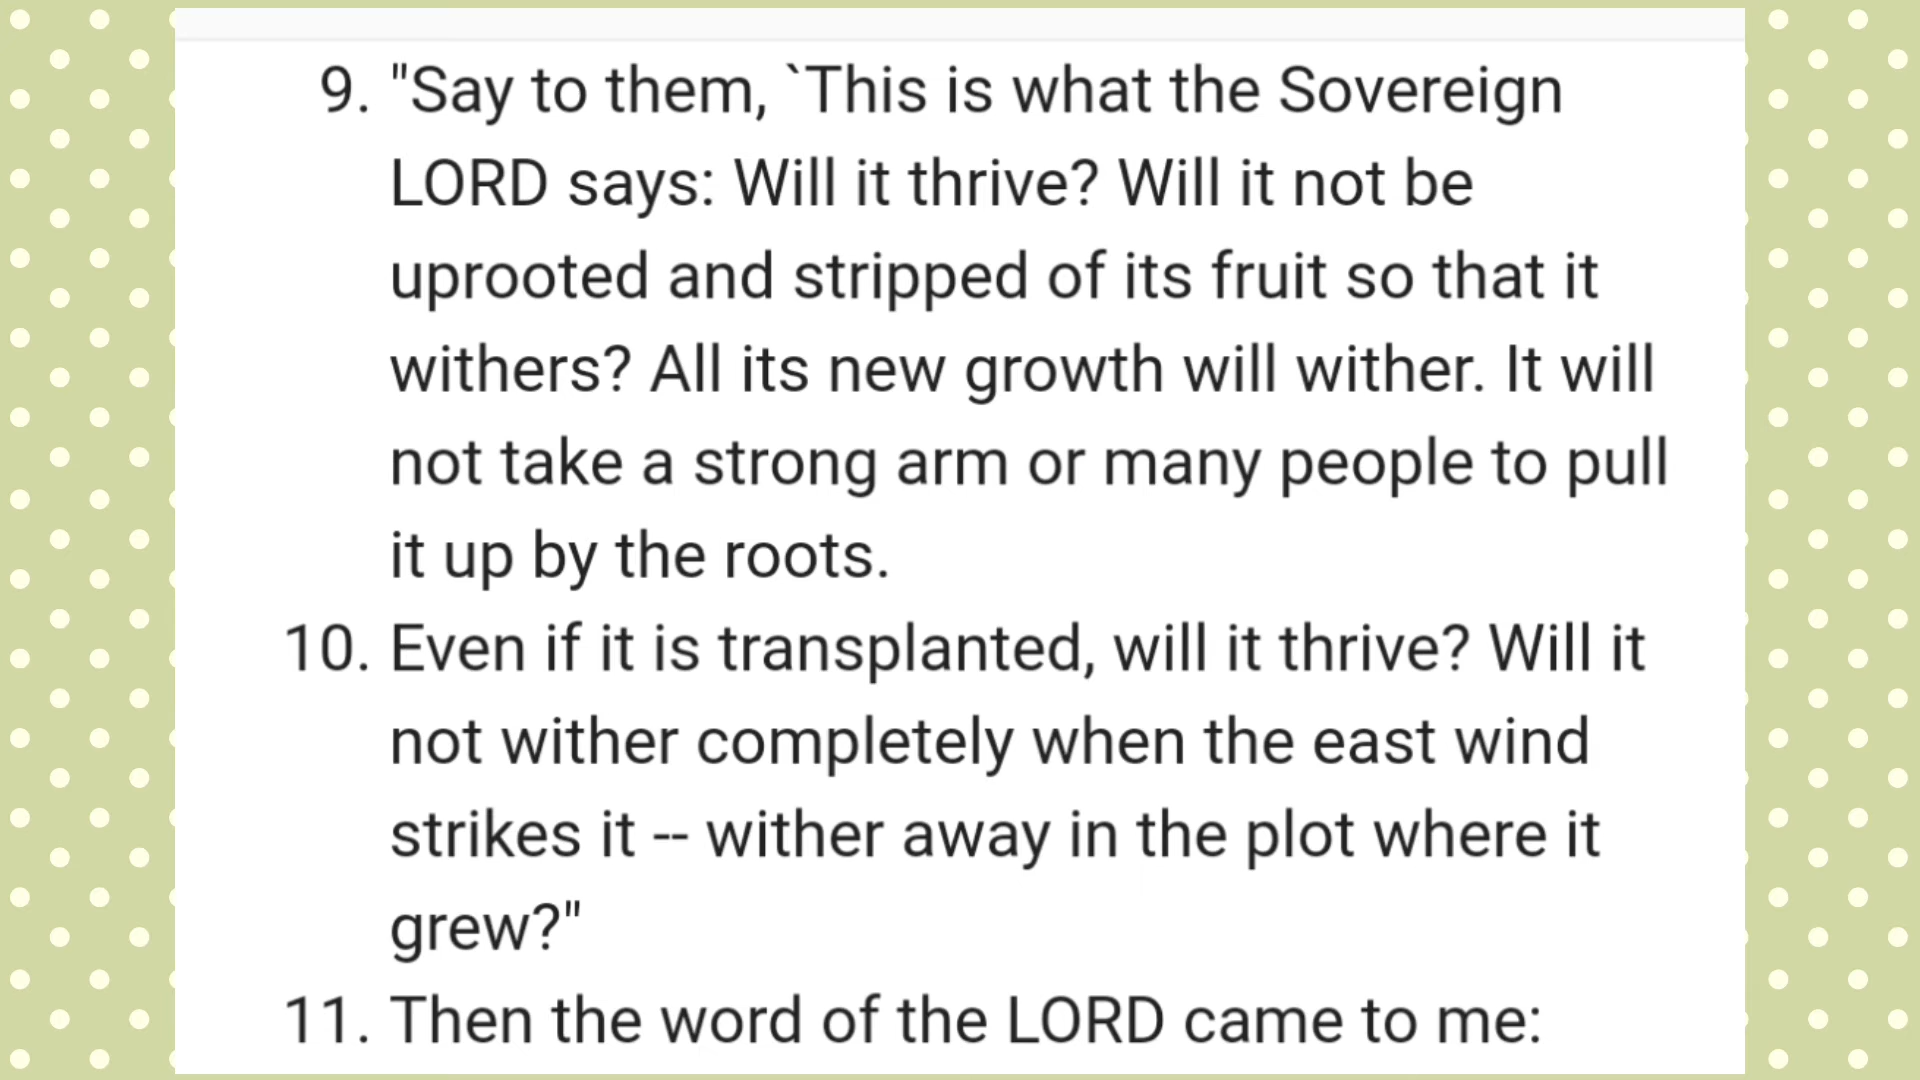 9. "Say to them, `This is what the Sovereign
LORD says: Will it thrive? Will it not be
uprooted and stripped of its fruit so that it
withers? All its new growth will wither. It will
not take a strong arm or many people to pull
it up by the roots.
10. Even if it is transplanted, will it thrive? Will it
not wither completely when the east wind
strikes it -- wither away in the plot where it
grew?"
11. Then the word of the LORD came to me: